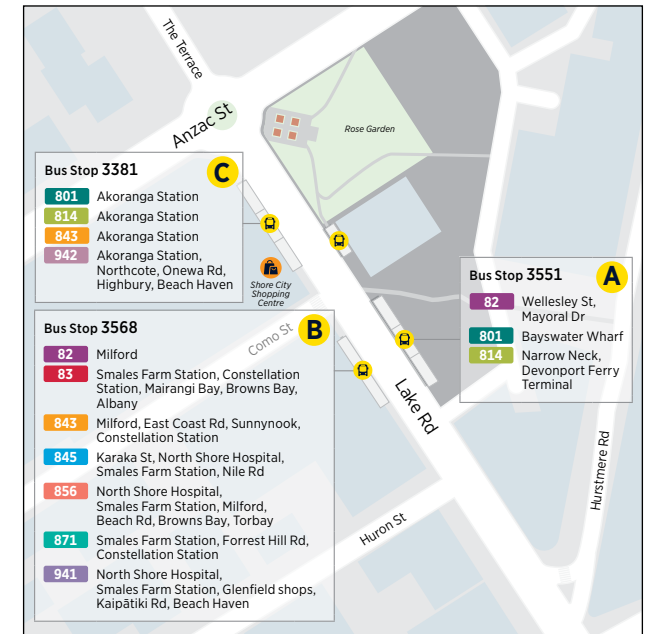 The Terrace
Anzac St
Rose Garden
Bus Stop 3381
C
801 Akoranga Station
814 Akoranga Station
843 Akoranga Station
942 Akoranga Station,
Northcote, Onewa Rd,
Highbury, Beach Haven
Shore City
Shopping
Centre
Bus Stop 3551
A
82 Wellesley St,
Mayoral Dr
801 Bayswater Wharf
814 Narrow Neck,
Devonport Ferry
Terminal
Como St
Bus Stop 3568
B
82 Milford
83 Smales Farm Station, Constellation
Station, Mairangi Bay, Browns Bay,
Albany
843 Milford, East Coast Rd, Sunnynook,
Constellation Station
845 Karaka St, North Shore Hospital,
Smales Farm Station, Nile Rd
856 North Shore Hospital,
Smales Farm Station, Milford,
Beach Rd, Browns Bay, Torbay
871 Smales Farm Station, Forrest Hill Rd,
Constellation Station
941 North Shore Hospital,
Smales Farm Station, Glenfield shops,
Kaipātiki Rd, Beach Haven
Lake Rd
Hurstmere Rd
Huron St